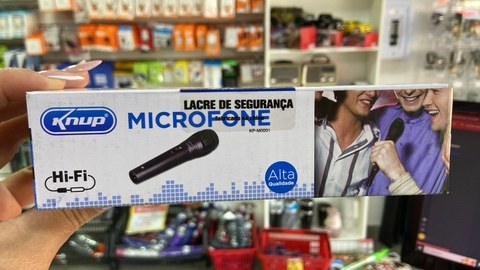 Knup
MICROFONE
LACRE DE SEGURANÇA
KP-M0001
Hi-Fi
Alta
Qualidade